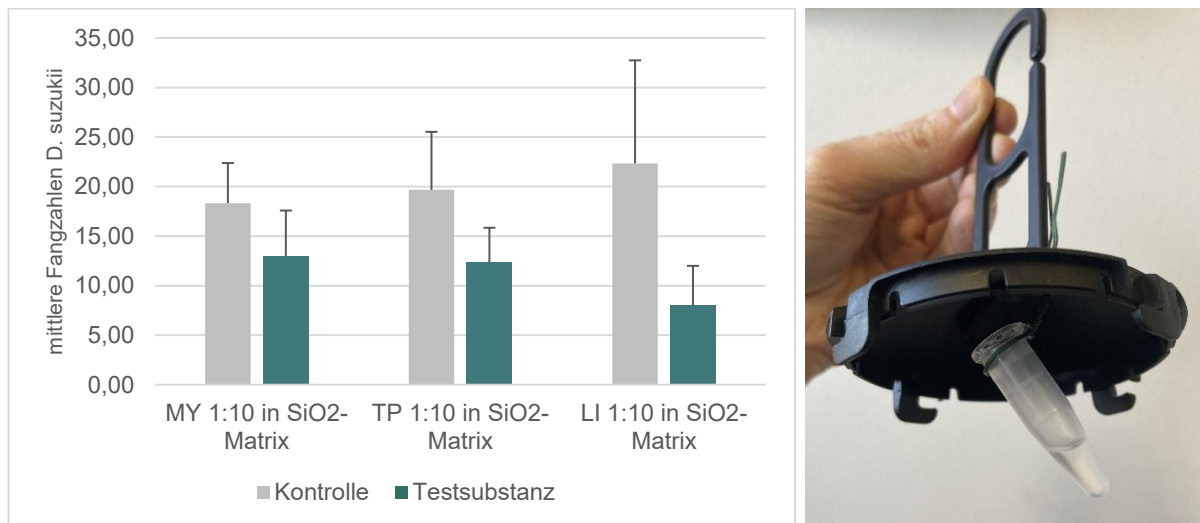 35,00
30,00
25,00
20,00
15,00
10,00
5,00
0,00
mittlere Fangzahlen D. suzukii
MY 1:10 in SiO2-
Matrix
TP 1:10 in SiO2-
Matrix
LI 1:10 in SiO2-
Matrix
Kontrolle
Testsubstanz